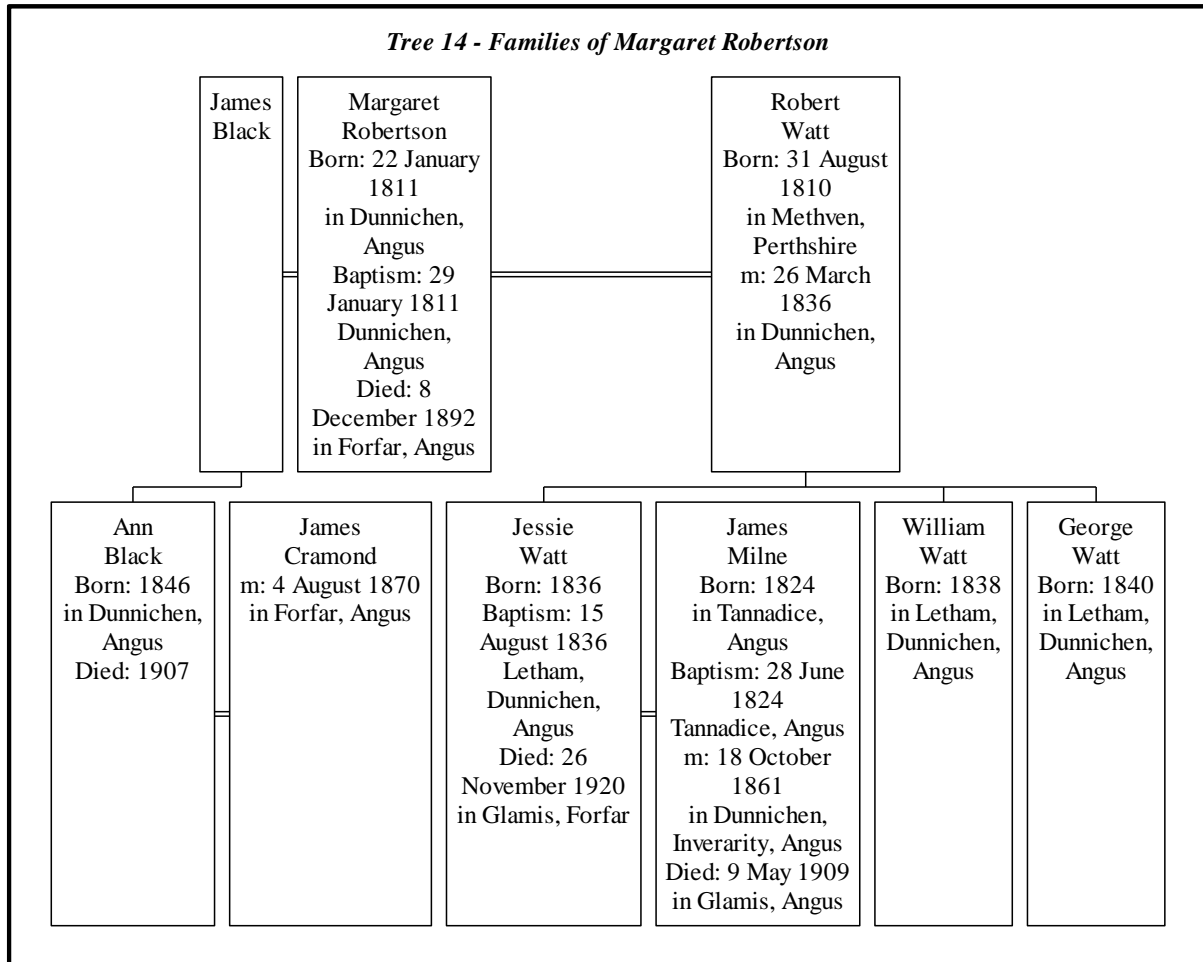 Tree 14 - Families of Margaret Robertson
James
Black
Margaret
Robertson
Born: 22 January
1811
in Dunnichen,
Angus
Baptism: 29
January 1811
Dunnichen,
Angus
Died: 8
December 1892
in Forfar, Angus
Robert
Watt
Born: 31 August
1810
in Methven,
Perthshire
m: 26 March
1836
in Dunnichen,
Angus
Ann
Black
Born: 1846
in Dunnichen,
Angus
Died: 1907
James
Cramond
m: 4 August 1870
in Forfar, Angus
Jessie
Watt
Born: 1836
Baptism: 15
August 1836
Letham,
Dunnichen,
Angus
Died: 26
November 1920
in Glamis, Forfar
James
Milne
Born: 1824
in Tannadice,
Angus
Baptism: 28 June
1824
Tannadice, Angus
m: 18 October
1861
in Dunnichen,
Inverarity, Angus
Died: 9 May 1909
in Glamis, Angus
William
Watt
Born: 1838
in Letham,
Dunnichen,
Angus
George
Watt
Born: 1840
in Letham,
Dunnichen,
Angus